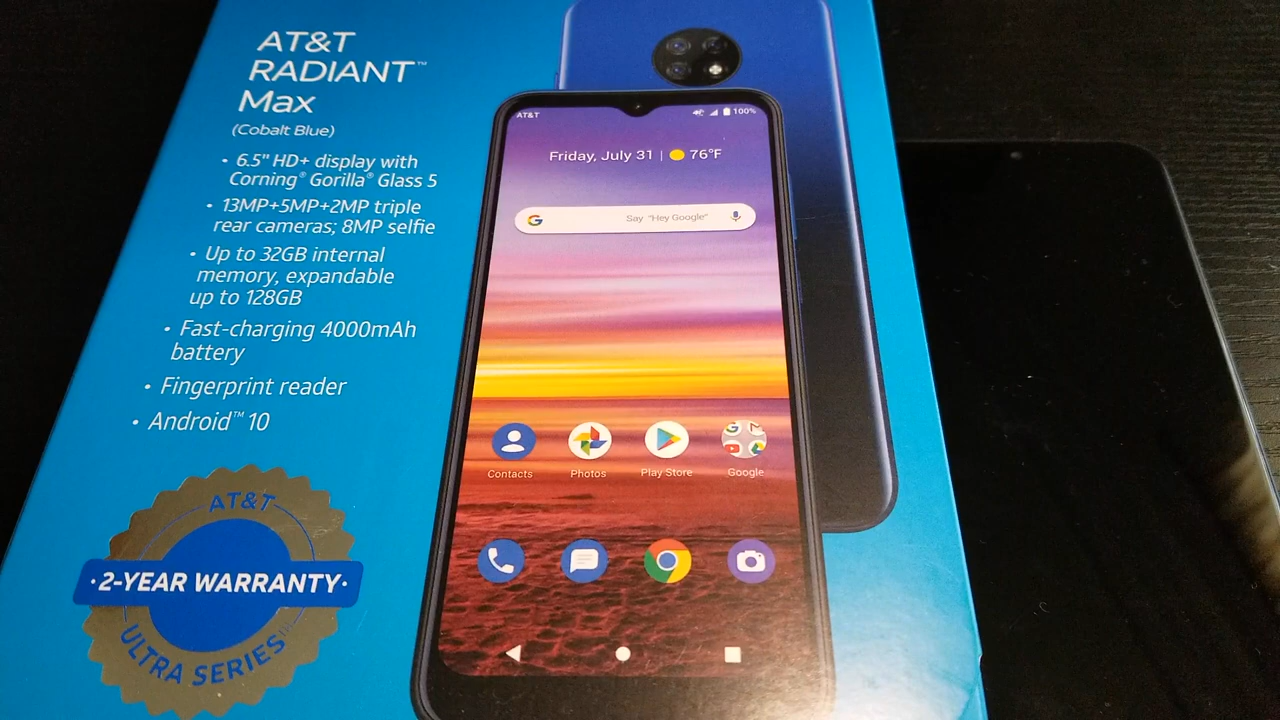 AT&T
RADIANT™
Max
(Cobalt Blue)
• 6.5" HD+ display with
Corning® Gorilla® Glass 5
• 13MP+5MP+2MP triple
rear cameras; 8MP selfie
• Up to 32GB internal
memory, expandable
up to 128GB
• Fast-charging 4000mAh
battery
• Fingerprint reader
• Android™ 10
AT&T
·2-YEAR WARRANTY·
ULTRA SERIES™
AT&T 4G 100%
Friday, July 31 | 76°F
G Say "Hey Google"
Contacts Photos Play Store Google